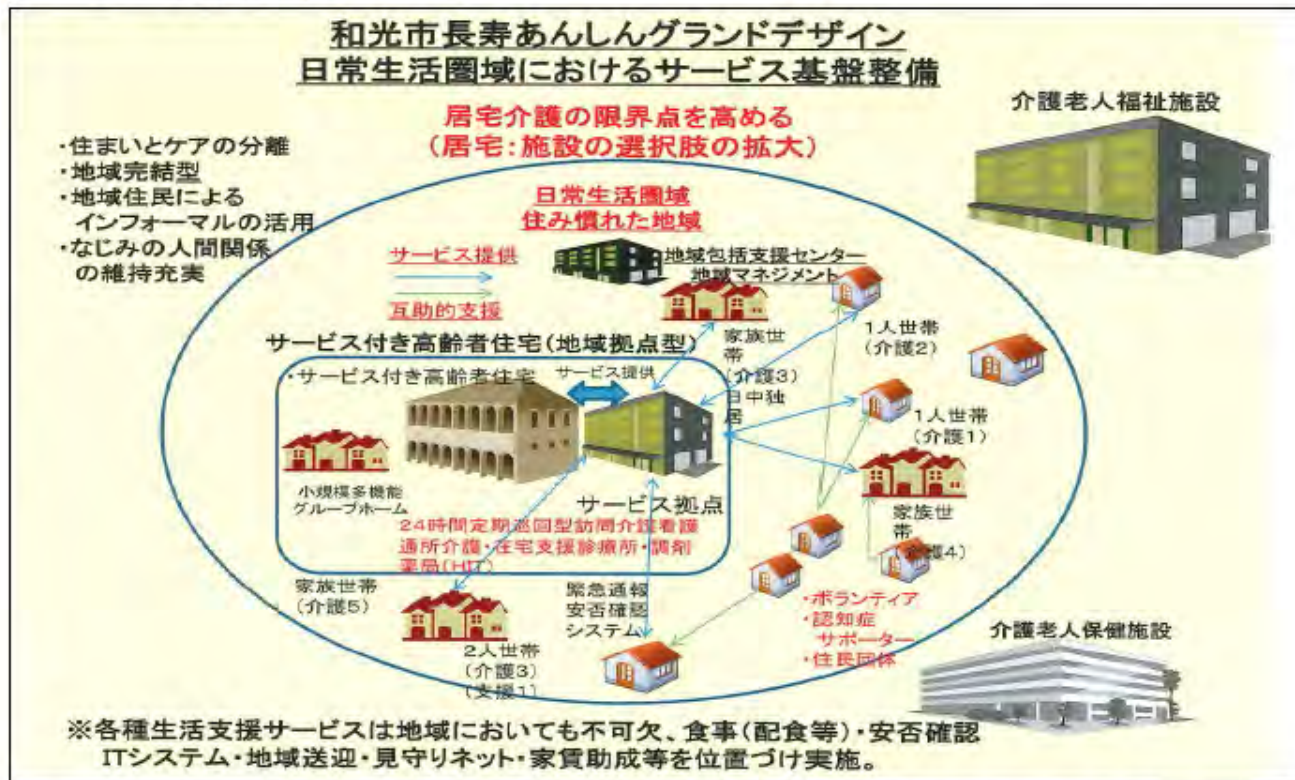 和光市長寿あんしんグランドデザイン
日常生活圏域におけるサービス基盤整備
居宅介護の限界点を高める
(居宅:施設の選択肢の拡大)
介護老人福祉施設
・住まいとケアの分離
・地域完結型
・地域住民による
インフォーマルの活用
・なじみの人間関係
の維持充実
日常生活圏域
住み慣れた地域
サービス提供
互助的支援
地域包括支援センター
地域マネジメント
家族世
帯
(介護3)
日中独
居
1人世帯
(介護2)
1人世帯
(介護1)
家族世
帯
(介護4)
サービス付き高齢者住宅(地域拠点型)
・サービス付き高齢者住宅
サービス提供
小規模多機能
グループホーム
サービス拠点
24時間定期巡回型訪問介護看護
通所介護・在宅支援診療所・調剤
薬局(HIT)
家族世帯
(介護5)
2人世帯
(介護3)
(支援1)
緊急通報
安否確認
システム
・ボランティア
・認知症
サポーター
・住民団体
介護老人保健施設
※各種生活支援サービスは地域においても不可欠、食事(配食等)・安否確認
ITシステム・地域送迎・見守りネット・家賃助成等を位置づけ実施。